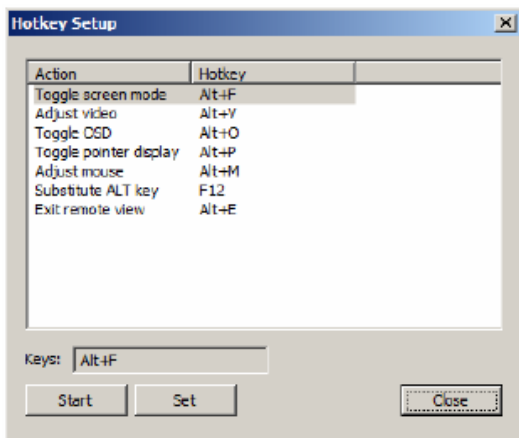 Hotkey Setup
Action Hotkey
Toggle screen mode Alt+F
Adjust video Alt+V
Toggle OSD Alt+O
Toggle pointer display Alt+P
Adjust mouse Alt+M
Substitute ALT key F12
Exit remote view Alt+E
Keys: Alt+F
Start Set Close